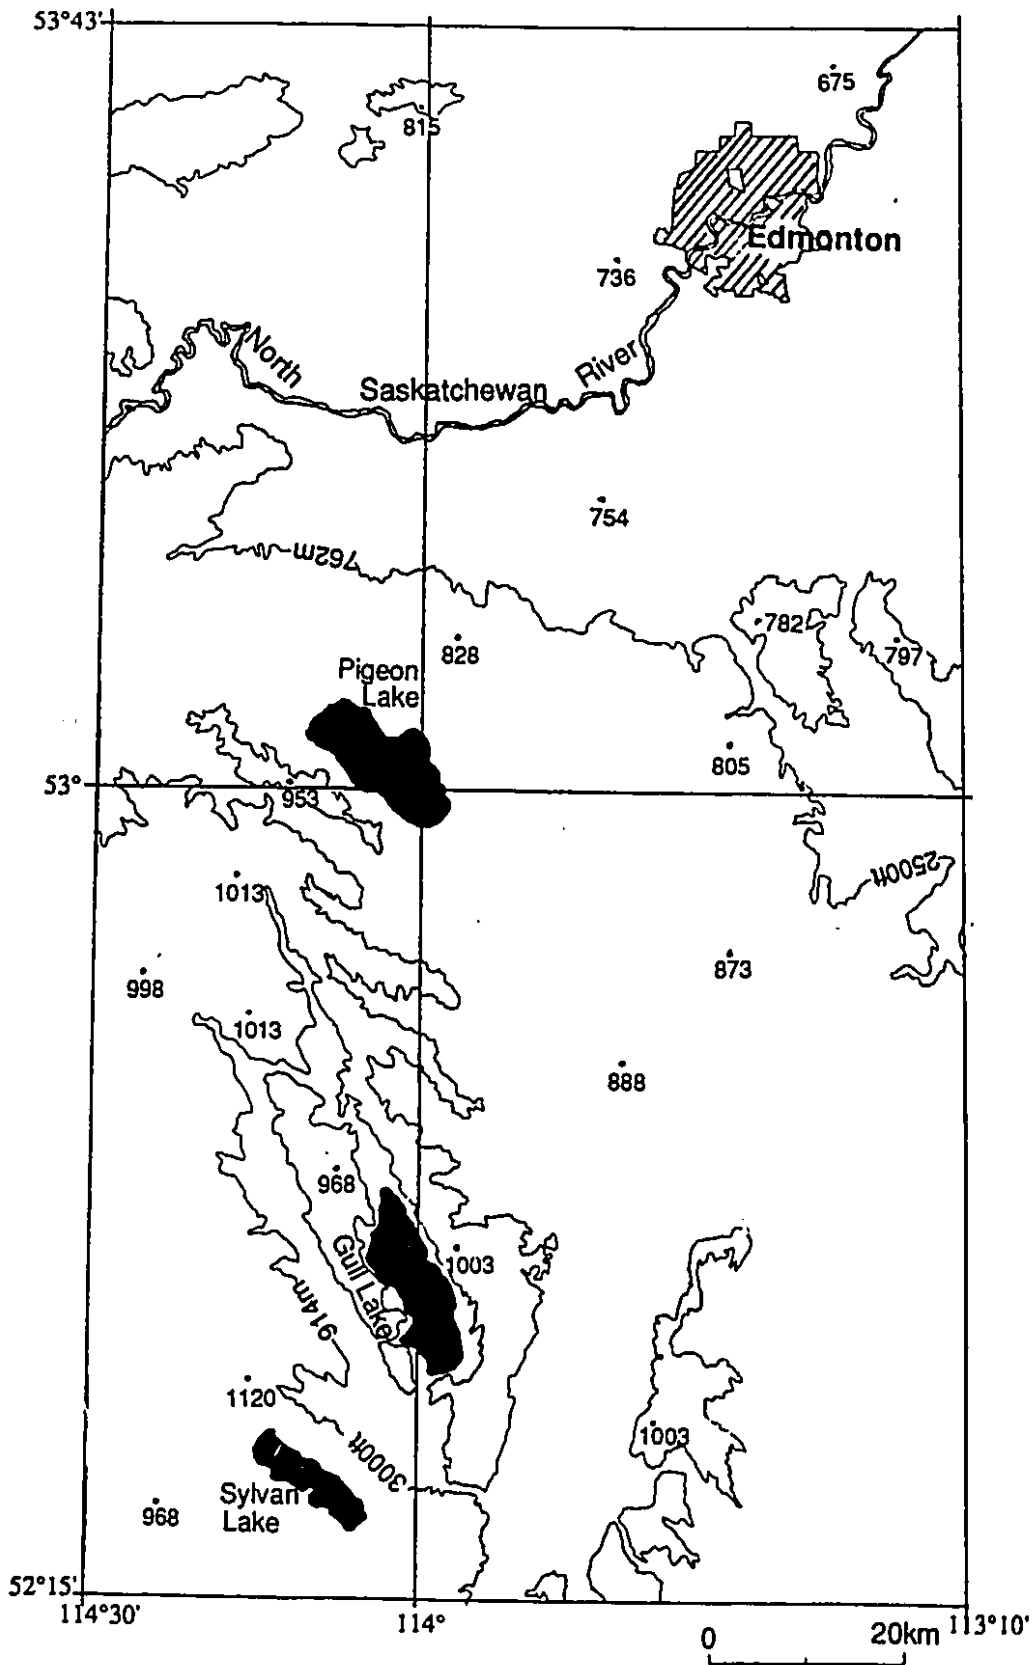 53°43'
675
815
Edmonton
736
North
Saskatchewan
River
754
762m
782
797
828
Pigeon
Lake
805
53°
953
2500ft
1013
873
998
1013
888
968
1003
Gull Lake
914m
1120
1003
3000ft
Sylvan
Lake
968
52°15'
114°30'
114°
113°10'
0
20km